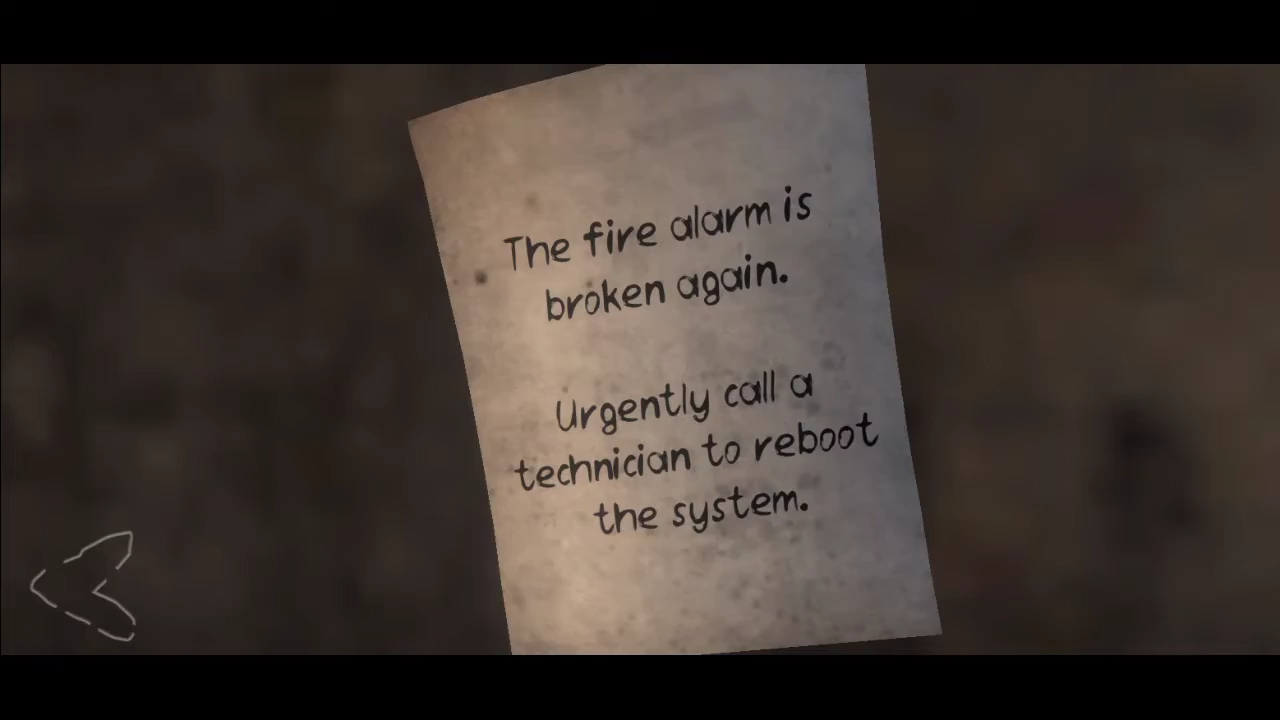 The fire alarm is
broken again.
Urgently call a
technician to reboot
the system.